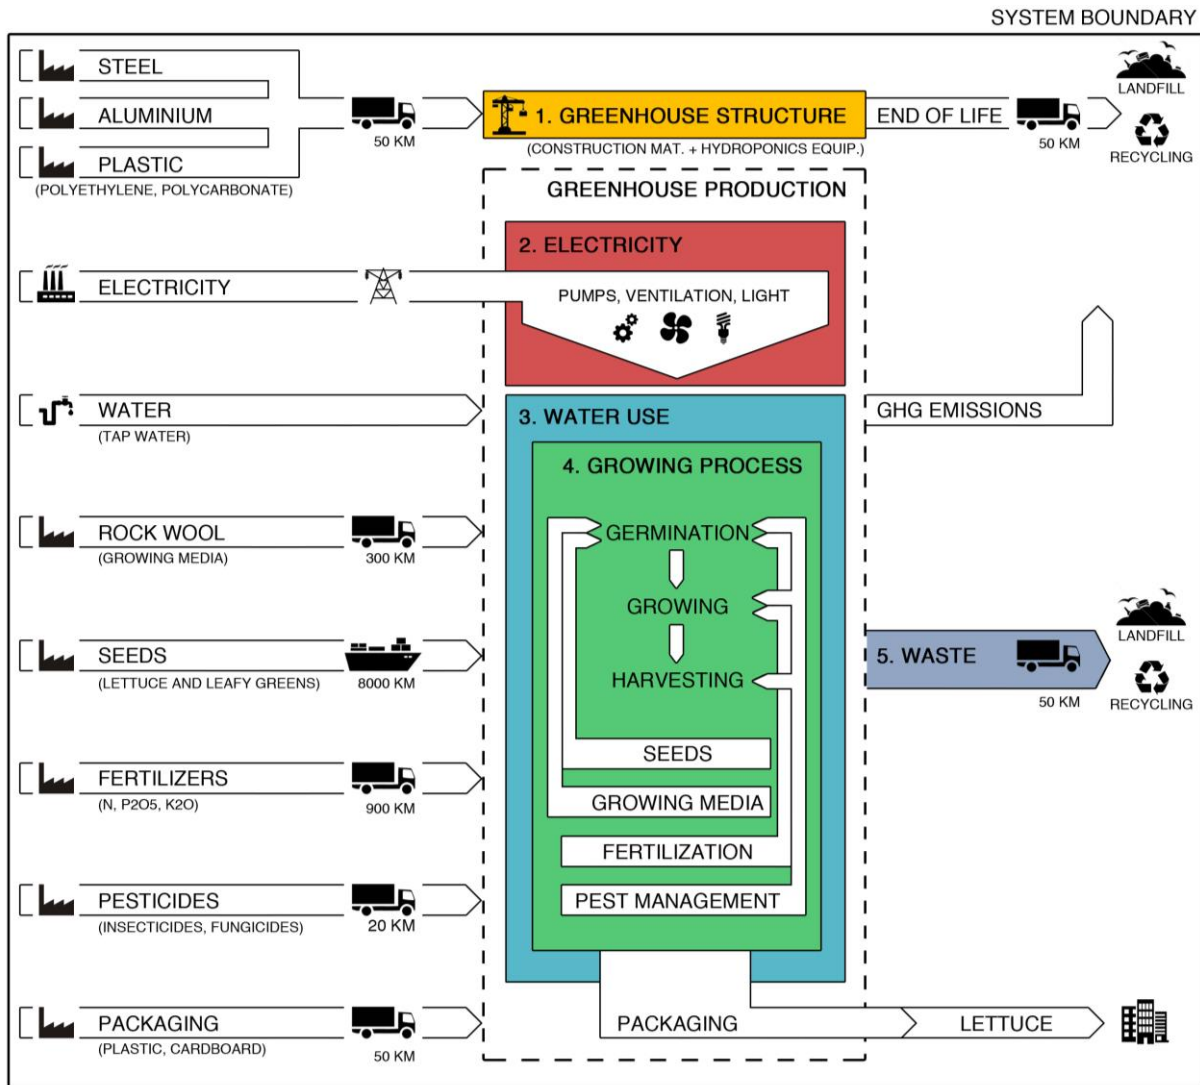 SYSTEM BOUNDARY
STEEL
ALUMINIUM
PLASTIC
(POLYETHYLENE, POLYCARBONATE)
50 KM
1. GREENHOUSE STRUCTURE
(CONSTRUCTION MAT. + HYDROPONICS EQUIP.)
END OF LIFE
50 KM
LANDFILL
RECYCLING
GREENHOUSE PRODUCTION
2. ELECTRICITY
ELECTRICITY
PUMPS, VENTILATION, LIGHT
WATER
(TAP WATER)
3. WATER USE
GHG EMISSIONS
4. GROWING PROCESS
ROCK WOOL
(GROWING MEDIA)
300 KM
GERMINATION
GROWING
HARVESTING
SEEDS
(LETTUCE AND LEAFY GREENS)
8000 KM
5. WASTE
50 KM
LANDFILL
RECYCLING
SEEDS
GROWING MEDIA
FERTILIZATION
PEST MANAGEMENT
FERTILIZERS
(N, P2O5, K2O)
900 KM
PESTICIDES
(INSECTICIDES, FUNGICIDES)
20 KM
PACKAGING
(PLASTIC, CARDBOARD)
50 KM
PACKAGING
LETTUCE